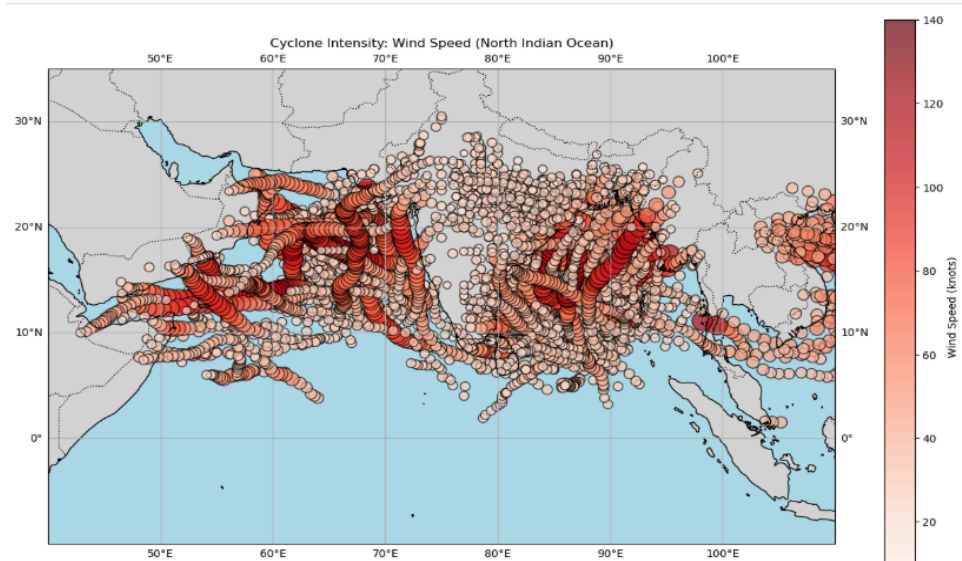 Cyclone Intensity: Wind Speed (North Indian Ocean)
50°E 60°E 70°E 80°E 90°E 100°E
30°N 30°N
20°N 20°N
10°N 10°N
0° 0°
50°E 60°E 70°E 80°E 90°E 100°E
140
120
100
80
60
40
20
Wind Speed (knots)